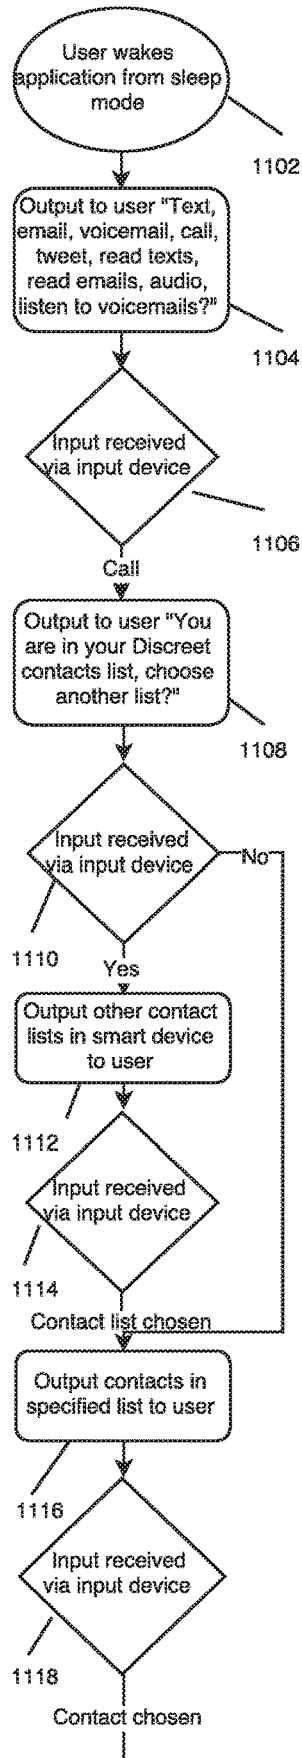 User wakes
application from sleep
mode
1102
Output to user "Text,
email, voicemail, call,
tweet, read texts,
read emails, audio,
listen to voicemails?"
1104
Input received
via input device
1106
Call
Output to user "You
are in your Discreet
contacts list, choose
another list?"
1108
Input received
via input device
No
1110
Yes
Output other contact
lists in smart device
to user
1112
Input received
via input device
1114
Contact list chosen
Output contacts in
specified list to user
1116
Input received
via input device
1118
Contact chosen